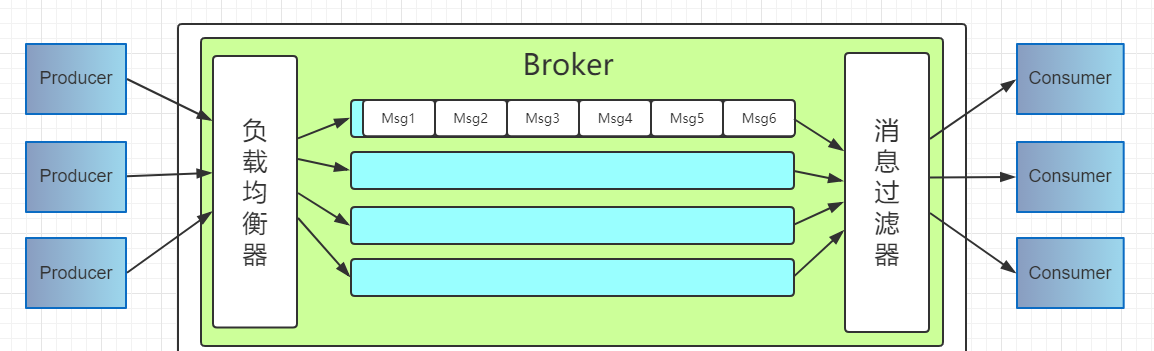 Broker
Producer
Producer
Producer
负载均衡器
Msg1 Msg2 Msg3 Msg4 Msg5 Msg6
消息过滤器
Consumer
Consumer
Consumer